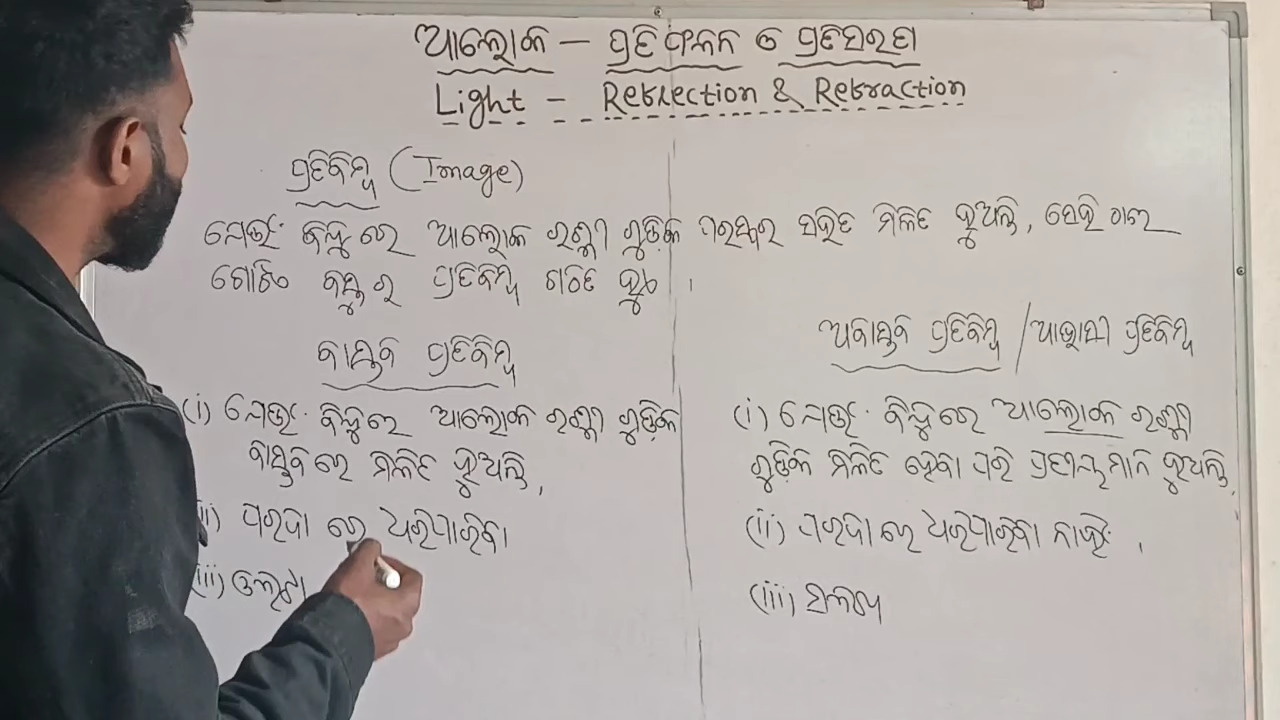 ଆଲୋକ – ପ୍ରତିଫଳନ ଓ ପ୍ରତିସରଣ
Light - Reflection & Refraction
ପ୍ରତିବିମ୍ବ (Image)
ଯେଉଁ ବିନ୍ଦୁରେ ଆଲୋକ ରଶ୍ମୀ ଗୁଡ଼ିକ ପରସ୍ପର ସହିତ ମିଳିତ ହୁଅନ୍ତି, ସେହି ଠାରେ
ଗୋଟିଏ ବସ୍ତୁର ପ୍ରତିବିମ୍ବ ଗଠିତ ହୁଏ ।
ବାସ୍ତବ ପ୍ରତିବିମ୍ବ
(i) ଯେଉଁ ବିନ୍ଦୁରେ ଆଲୋକ ରଶ୍ମୀ ଗୁଡ଼ିକ
ବାସ୍ତବରେ ମିଳିତ ହୁଅନ୍ତି,
(ii) ପରଦା ରେ ଧରିପାରିବା
(iii) ଓଲଟା
ଅବାସ୍ତବ ପ୍ରତିବିମ୍ବ / ଆଭାସୀ ପ୍ରତିବିମ୍ବ
(i) ଯେଉଁ ବିନ୍ଦୁରେ ଆଲୋକ ରଶ୍ମୀ
ଗୁଡ଼ିକ ମିଳିତ ହେବା ପରି ପ୍ରତୀୟମାନ ହୁଅନ୍ତି,
(ii) ପରଦା ରେ ଧରିପାରିବା ନାହିଁ ,
(iii) ସଳଖ